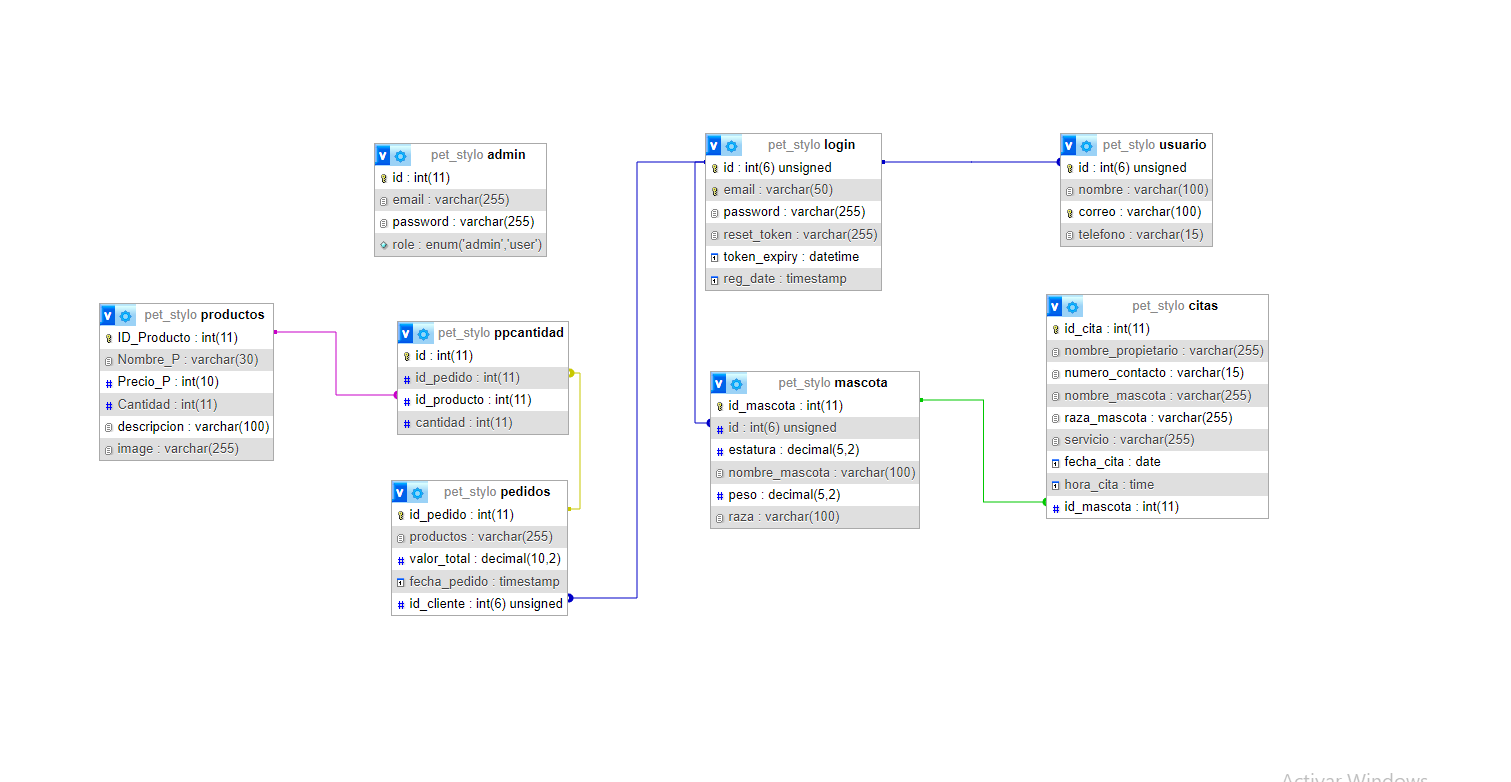 pet_stylo admin
id : int(11)
email : varchar(255)
password : varchar(255)
role : enum('admin','user')
pet_stylo login
id : int(6) unsigned
email : varchar(50)
password : varchar(255)
reset_token : varchar(255)
token_expiry : datetime
reg_date : timestamp
pet_stylo usuario
id : int(6) unsigned
nombre : varchar(100)
correo : varchar(100)
telefono : varchar(15)
pet_stylo productos
ID_Producto : int(11)
Nombre_P : varchar(30)
Precio_P : int(10)
Cantidad : int(11)
descripcion : varchar(100)
image : varchar(255)
pet_stylo ppcantidad
id : int(11)
id_pedido : int(11)
id_producto : int(11)
cantidad : int(11)
pet_stylo mascota
id_mascota : int(11)
id : int(6) unsigned
estatura : decimal(5,2)
nombre_mascota : varchar(100)
peso : decimal(5,2)
raza : varchar(100)
pet_stylo citas
id_cita : int(11)
nombre_propietario : varchar(255)
numero_contacto : varchar(15)
nombre_mascota : varchar(255)
raza_mascota : varchar(255)
servicio : varchar(255)
fecha_cita : date
hora_cita : time
id_mascota : int(11)
pet_stylo pedidos
id_pedido : int(11)
productos : varchar(255)
valor_total : decimal(10,2)
fecha_pedido : timestamp
id_cliente : int(6) unsigned
Activar Windows